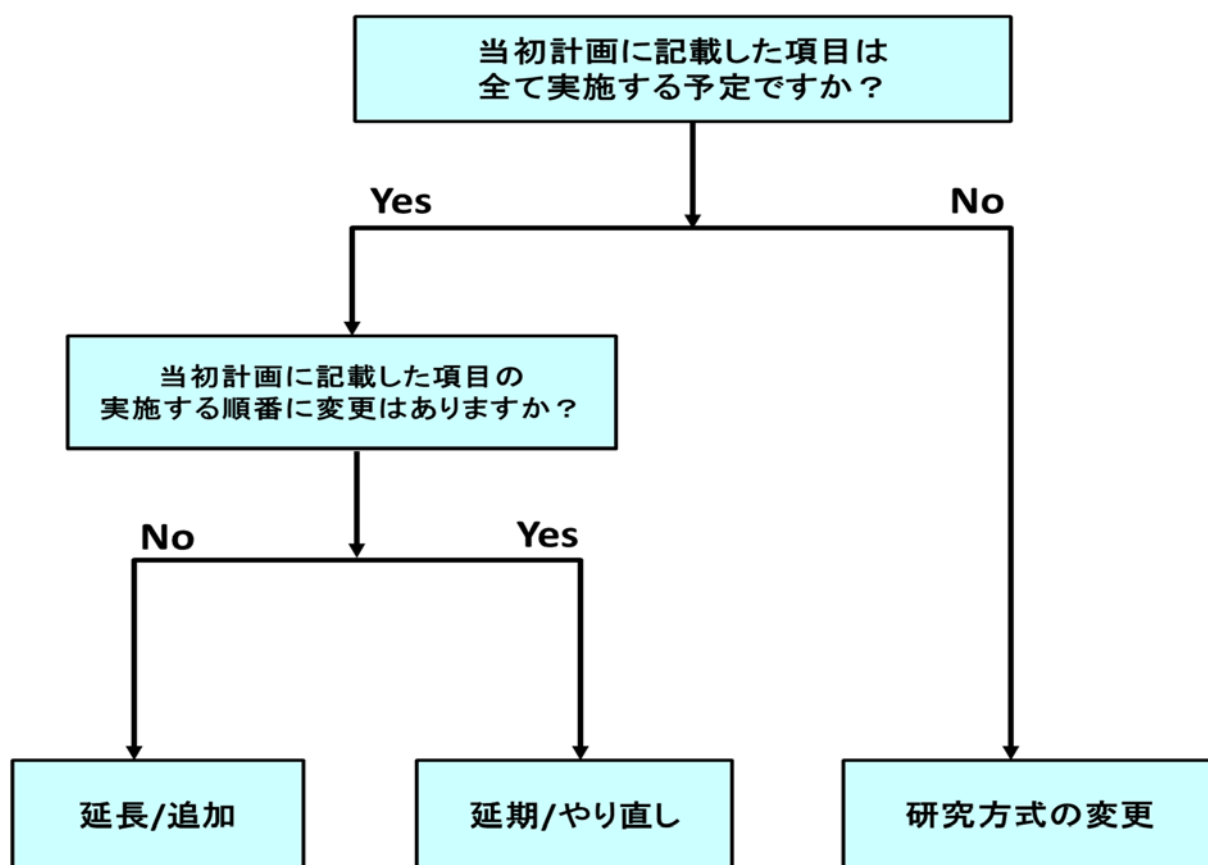 当初計画に記載した項目は
全て実施する予定ですか？
Yes
No
当初計画に記載した項目の
実施する順番に変更はありますか？
No
Yes
延長/追加
延期/やり直し
研究方式の変更